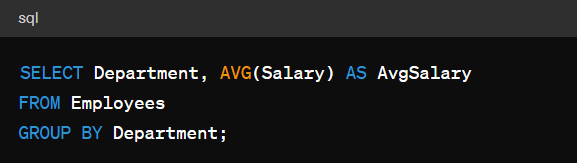 sql
SELECT Department, AVG(Salary) AS AvgSalary
FROM Employees
GROUP BY Department;